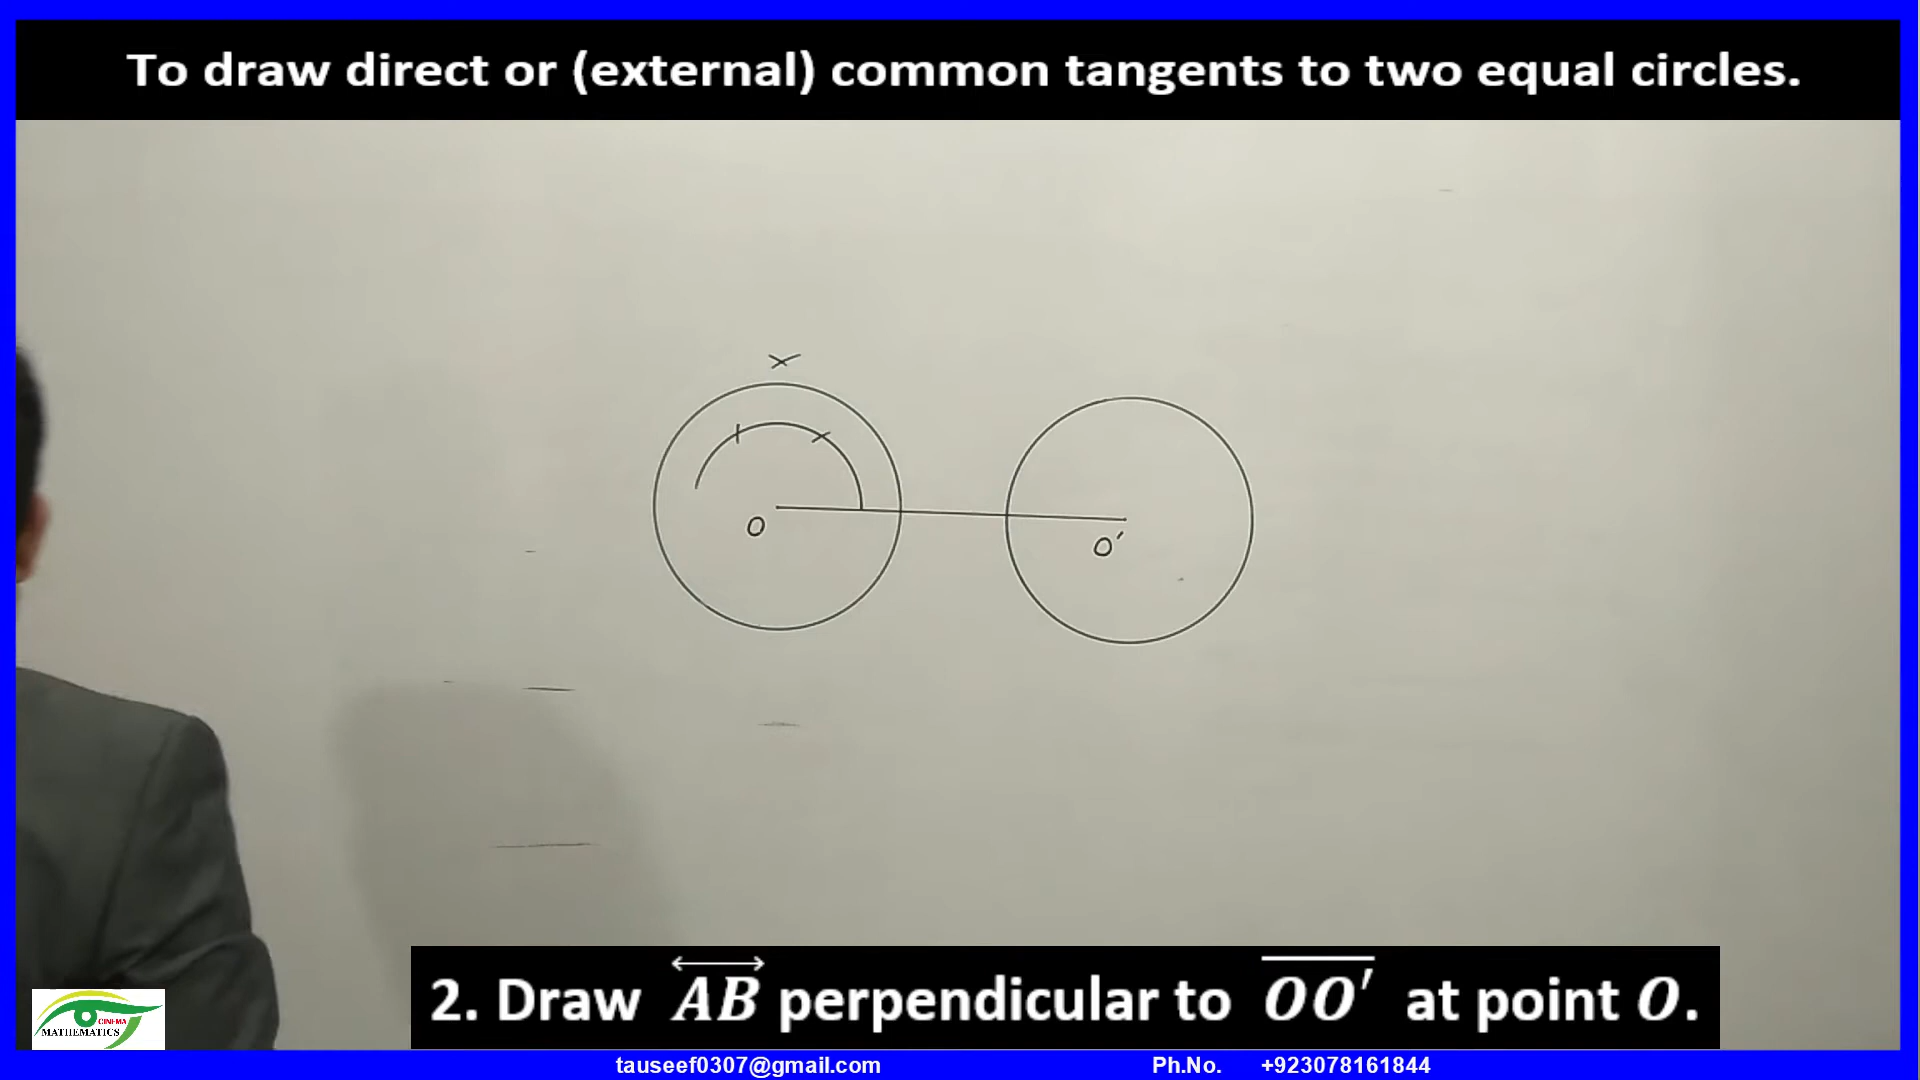 To draw direct or (external) common tangents to two equal circles.
O
O′
2. Draw AB perpendicular to OO′ at point O.
CINEMA
MATHEMATICS
tauseef0307@gmail.com Ph.No. +923078161844